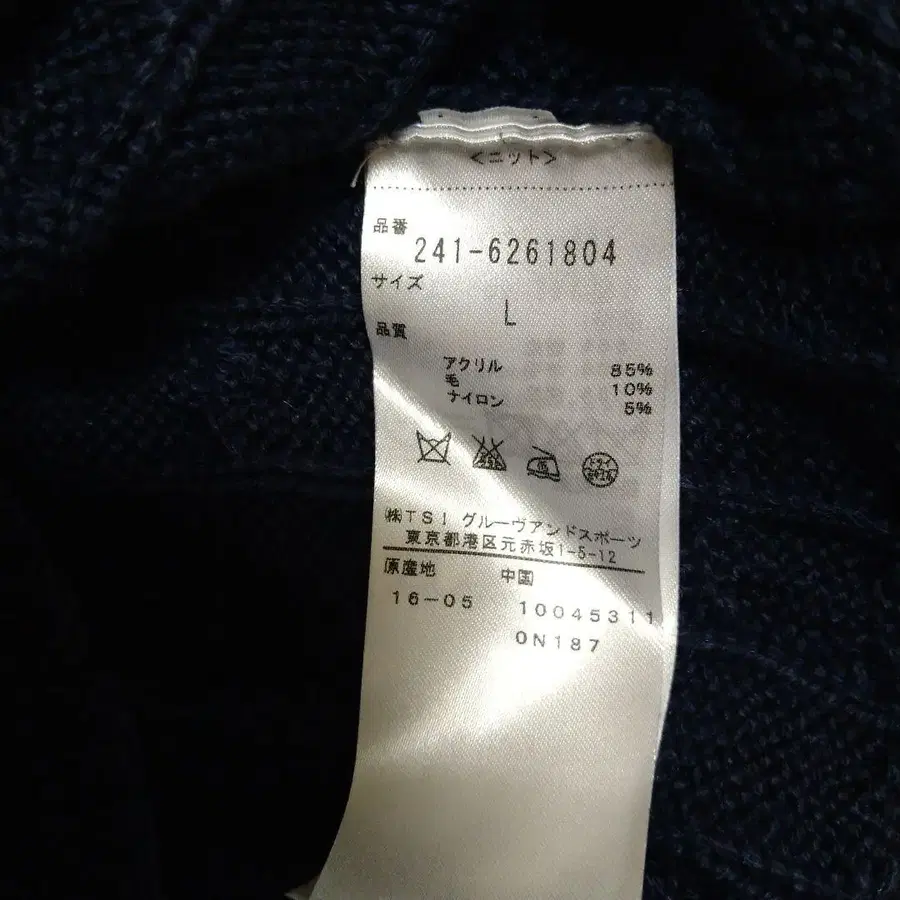 <ニット>
品番
241-6261804
サイズ
L
品質
アクリル 85%
毛 10%
ナイロン 5%
ドライ
㈱TSI グルーヴアンドスポーツ
東京都港区元赤坂1-5-12
原産地 中国
16-05 10045311
0N187